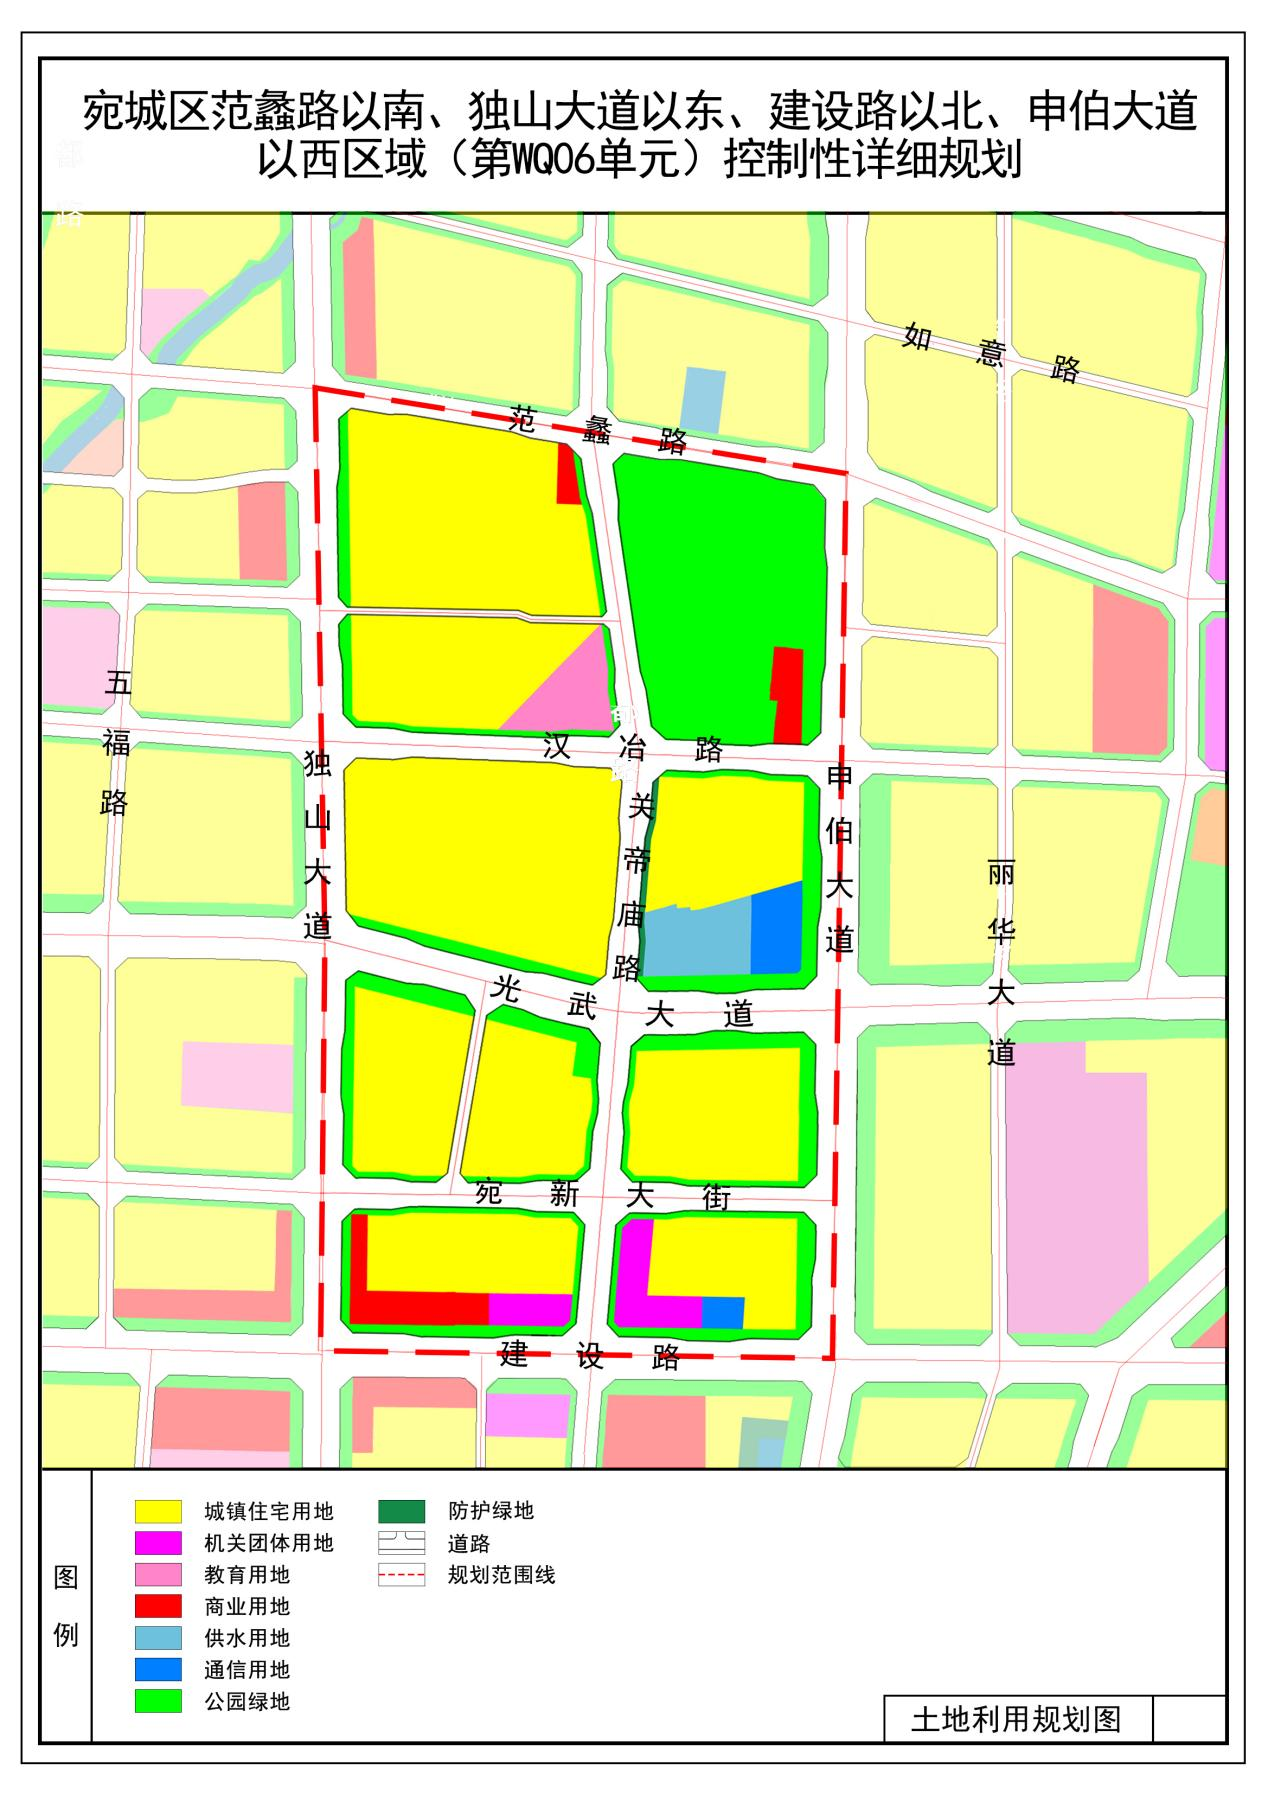 宛城区范蠡路以南、独山大道以东、建设路以北、申伯大道
以西区域（第WQ06单元）控制性详细规划
如意路
范蠡路
五福路
汉冶路
独山大道
关帝庙路
申伯大道
丽华大道
光武大道
宛新大街
建设路
图例
城镇住宅用地
机关团体用地
教育用地
商业用地
供水用地
通信用地
公园绿地
防护绿地
道路
规划范围线
土地利用规划图